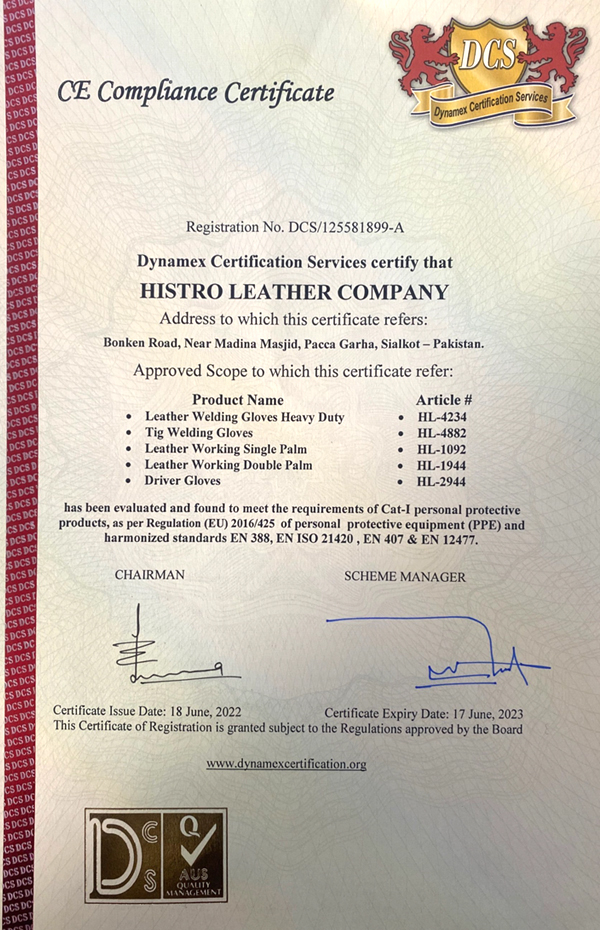 DCS
Dynamex Certification Services
CE Compliance Certificate
Registration No. DCS/125581899-A
Dynamex Certification Services certify that
HISTRO LEATHER COMPANY
Address to which this certificate refers:
Bonken Road, Near Madina Masjid, Pacca Garha, Sialkot – Pakistan.
Approved Scope to which this certificate refer:
Product Name Article #
• Leather Welding Gloves Heavy Duty • HL-4234
• Tig Welding Gloves • HL-4882
• Leather Working Single Palm • HL-1092
• Leather Working Double Palm • HL-1944
• Driver Gloves • HL-2944
has been evaluated and found to meet the requirements of Cat-I personal patective
products, as per Regulation (EU) 2016/425 of personal protective equipment (PPE) and
harmonized standards EN 388, EN ISO 21420 , EN 407 & EN 12477.
CHAIRMAN SCHEME MANAGER
Certificate Issue Date: 18 June, 2022 Certificate Expiry Date: 17 June, 2023
This Certificate of Registration is granted subject to the Regulations approved by the Board
www.dynamexcertification.org
DCS
Q
AUS
QUALITY
MANAGEMENT